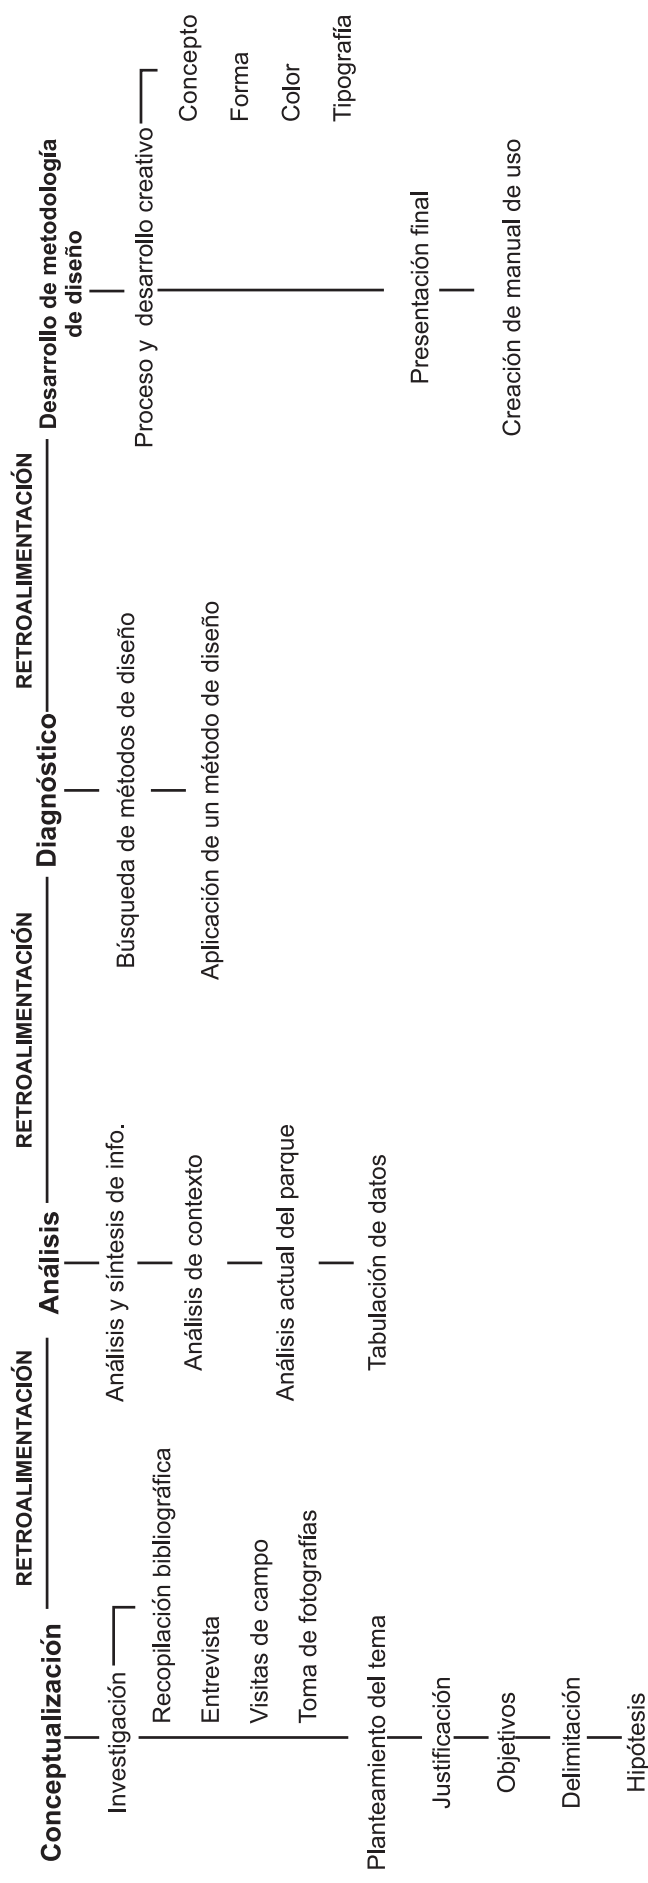 Conceptualización
RETROALIMENTACIÓN
Análisis
RETROALIMENTACIÓN
Diagnóstico
RETROALIMENTACIÓN
Desarrollo de metodología
de diseño
Investigación
Recopilación bibliográfica
Entrevista
Visitas de campo
Toma de fotografías
Planteamiento del tema
Justificación
Objetivos
Delimitación
Hipótesis
Análisis y síntesis de info.
Análisis de contexto
Análisis actual del parque
Tabulación de datos
Búsqueda de métodos de diseño
Aplicación de un método de diseño
Proceso y desarrollo creativo
Concepto
Forma
Color
Tipografía
Presentación final
Creación de manual de uso